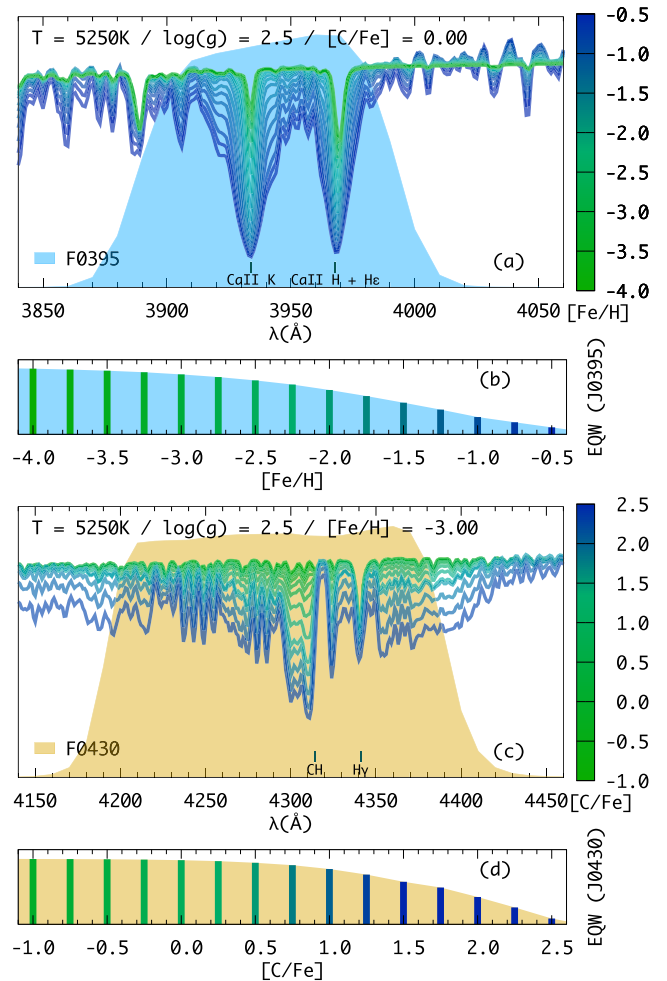 T = 5250K / log(g) = 2.5 / [C/Fe] = 0.00
F0395
(a)
CaII K CaII H + Hε
3850 3900 3950 4000 4050
λ(Å)
-0.5
-1.0
-1.5
-2.0
-2.5
-3.0
-3.5
-4.0
[Fe/H]
(b)
EQW (J0395)
-4.0 -3.5 -3.0 -2.5 -2.0 -1.5 -1.0 -0.5
[Fe/H]
T = 5250K / log(g) = 2.5 / [Fe/H] = -3.00
F0430
(c)
CH Hγ
4150 4200 4250 4300 4350 4400 4450
λ(Å)
2.5
2.0
1.5
1.0
0.5
0.0
-0.5
-1.0
[C/Fe]
(d)
EQW (J0430)
-1.0 -0.5 0.0 0.5 1.0 1.5 2.0 2.5
[C/Fe]